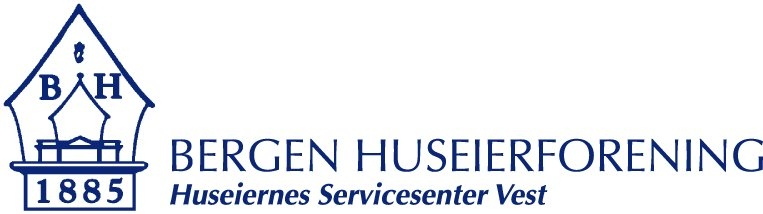 B H
1885
BERGEN HUSEIERFORENING
Huseiernes Servicesenter Vest